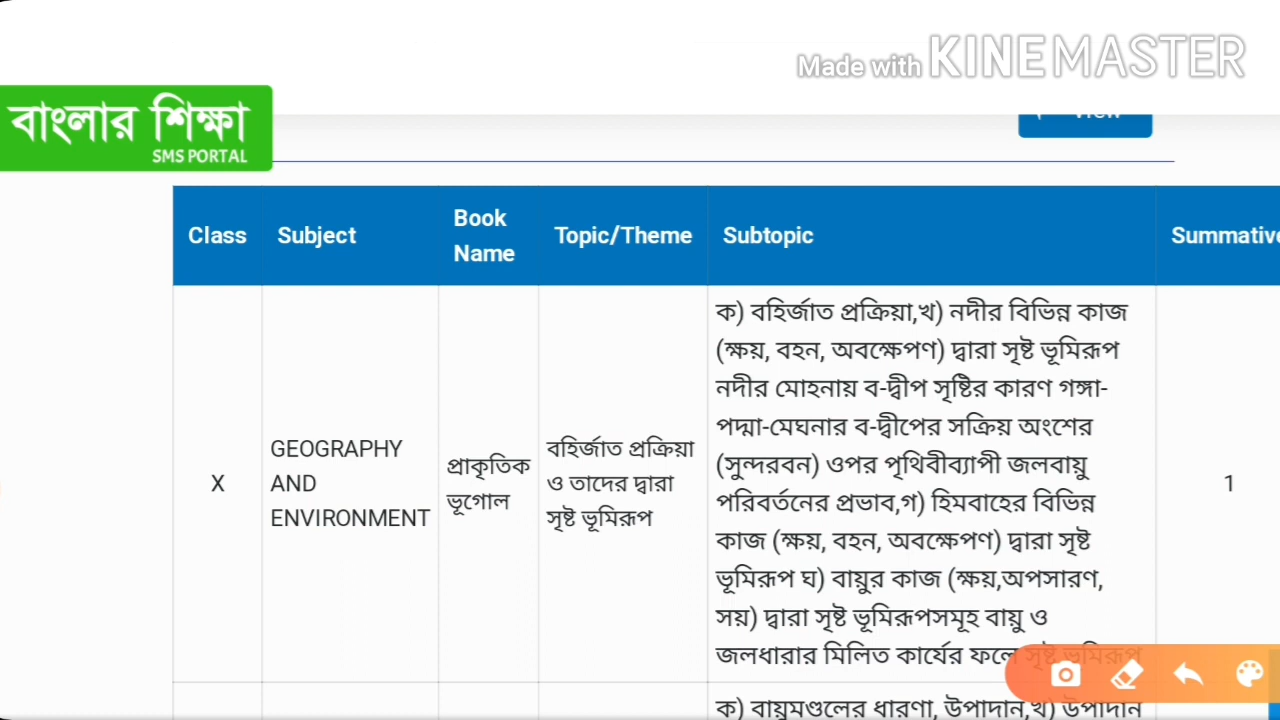 Made with KINEMASTER
বাংলার শিক্ষা
SMS PORTAL
View
Class
Subject
Book
Name
Topic/Theme
Subtopic
Summative
X
GEOGRAPHY
AND
ENVIRONMENT
প্রাকৃতিক
ভূগোল
বহির্জাত প্রক্রিয়া
ও তাদের দ্বারা
সৃষ্ট ভূমিরূপ
ক) বহির্জাত প্রক্রিয়া,খ) নদীর বিভিন্ন কাজ
(ক্ষয়, বহন, অবক্ষেপণ) দ্বারা সৃষ্ট ভূমিরূপ
নদীর মোহনায় ব-দ্বীপ সৃষ্টির কারণ গঙ্গা-
পদ্মা-মেঘনার ব-দ্বীপের সক্রিয় অংশের
(সুন্দরবন) ওপর পৃথিবীব্যাপী জলবায়ু
পরিবর্তনের প্রভাব,গ) হিমবাহের বিভিন্ন
কাজ (ক্ষয়, বহন, অবক্ষেপণ) দ্বারা সৃষ্ট
ভূমিরূপ ঘ) বায়ুর কাজ (ক্ষয়,অপসারণ,
সয়) দ্বারা সৃষ্ট ভূমিরূপসমূহ বায়ু ও
জলধারার মিলিত কার্যের ফলে সৃষ্ট ভূমিরূপ
1
ক) বায়ুমণ্ডলের ধারণা, উপাদান,খ) উপাদান